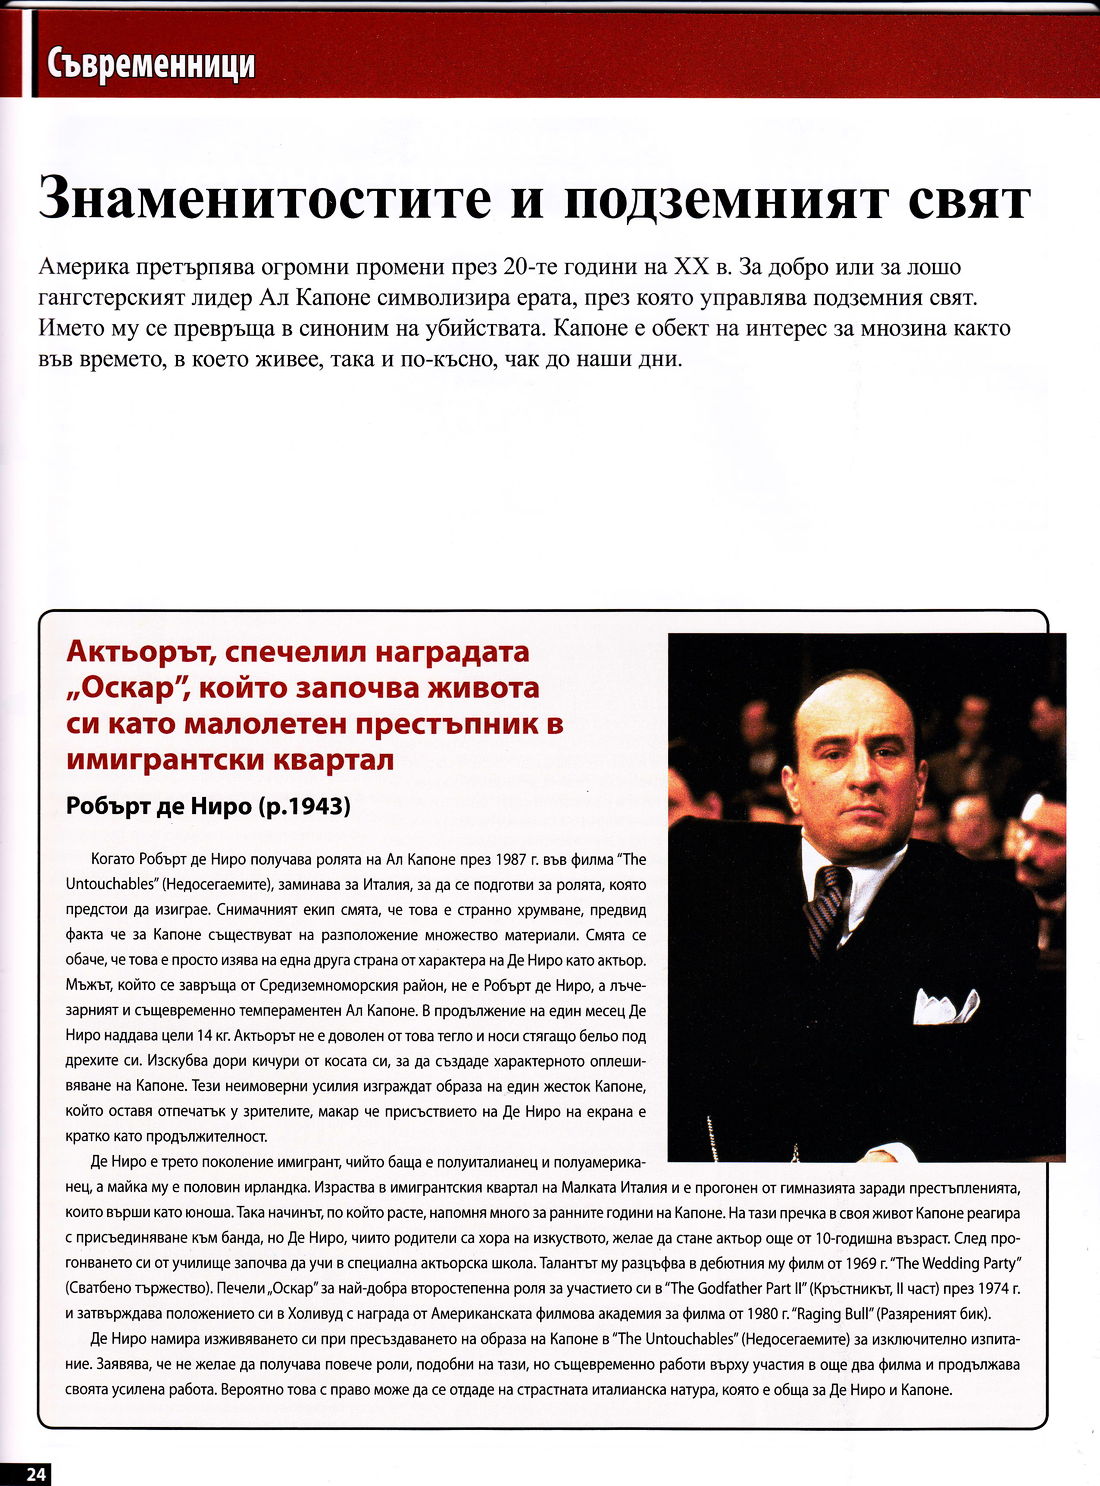 Съвременници
Знаменитостите и подземният свят
Америка претърпява огромни промени през 20-те години на XX в. За добро или за лошо
гангстерският лидер Ал Капоне символизира ерата, през която управлява подземния свят.
Името му се превръща в синоним на убийствата. Капоне е обект на интерес за мнозина както
във времето, в което живее, така и по-късно, чак до наши дни.
Актьорът, спечелил наградата
„Оскар”, който започва живота
си като малолетен престъпник в
имигрантски квартал
Робърт де Ниро (р.1943)
Когато Робърт де Ниро получава ролята на Ал Капоне през 1987 г. във филма “The
Untouchables” (Недосегаемите), заминава за Италия, за да се подготви за ролята, която
предстои да изиграе. Снимачният екип смята, че това е странно хрумване, предвид
факта че за Капоне съществуват на разположение множество материали. Смята се
обаче, че това е просто изява на една друга страна от характера на Де Ниро като актьор.
Мъжът, който се завръща от Средиземноморския район, не е Робърт де Ниро, а лъче-
зарният и същевременно темпераментен Ал Капоне. В продължение на един месец Де
Ниро наддава цели 14 кг. Актьорът не е доволен от това тегло и носи стягащо бельо под
дрехите си. Изскубва дори кичури от косата си, за да създаде характерното оплеши-
вяване на Капоне. Тези неимоверни усилия изграждат образа на един жесток Капоне,
който оставя отпечатък у зрителите, макар че присъствието на Де Ниро на екрана е
кратко като продължителност.
Де Ниро е трето поколение имигрант, чийто баща е полуиталианец и полуамерика-
нец, а майка му е половин ирландка. Израства в имигрантския квартал на Малката Италия и е прогонен от гимназията заради престъпленията,
които върши като юноша. Така начинът, по който расте, напомня много за ранните години на Капоне. На тази пречка в своя живот Капоне реагира
с присъединяване към банда, но Де Ниро, чиито родители са хора на изкуството, желае да стане актьор още от 10-годишна възраст. След про-
гонването си от училище започва да учи в специална актьорска школа. Талантът му разцъфва в дебютния му филм от 1969 г. “The Wedding Party”
(Сватбено тържество). Печели „Оскар” за най-добра второстепенна роля за участието си в “The Godfather Part II” (Кръстникът, II част) през 1974 г.
и затвърждава положението си в Холивуд с награда от Американската филмова академия за филма от 1980 г. “Raging Bull” (Разяреният бик).
Де Ниро намира изживяването си при пресъздаването на образа на Капоне в “The Untouchables” (Недосегаемите) за изключително изпита-
ние. Заявява, че не желае да получава повече роли, подобни на тази, но същевременно работи върху участия в още два филма и продължава
своята усилена работа. Вероятно това с право може да се отдаде на страстната италианска натура, която е обща за Де Ниро и Капоне.
24